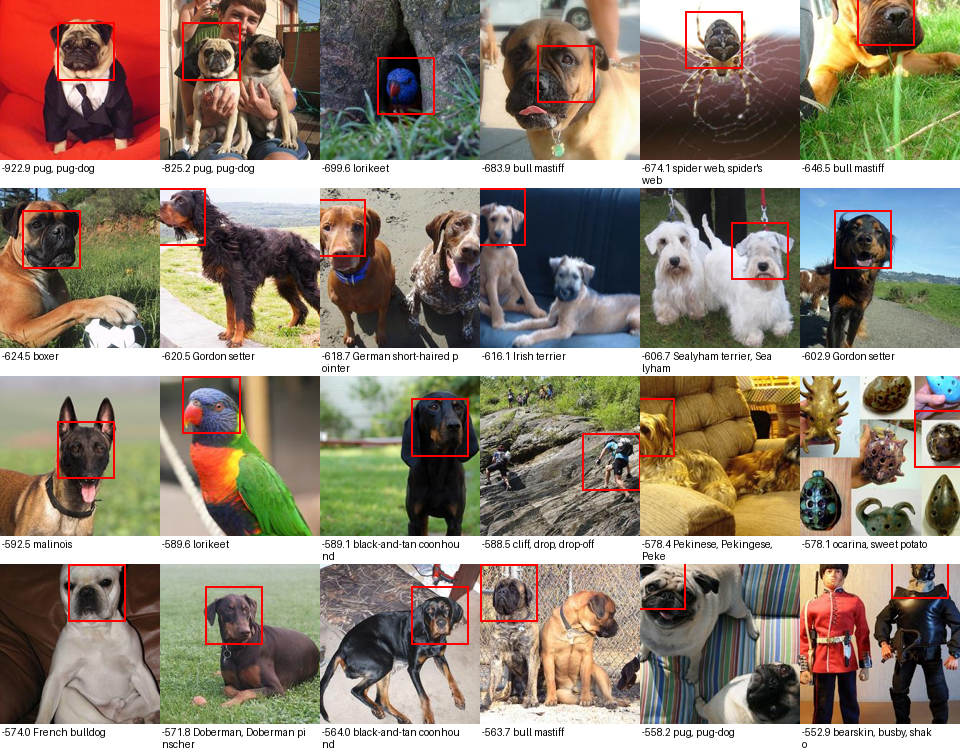 -922.9 pug, pug-dog
-825.2 pug, pug-dog
-699.6 lorikeet
-683.9 bull mastiff
-674.1 spider web, spider's
web
-646.5 bull mastiff
-624.5 boxer
-620.5 Gordon setter
-618.7 German short-haired p
ointer
-616.1 Irish terrier
-606.7 Sealyham terrier, Sea
lyham
-602.9 Gordon setter
-592.5 malinois
-589.6 lorikeet
-589.1 black-and-tan coonhou
nd
-588.5 cliff, drop, drop-off
-578.4 Pekinese, Pekingese,
Peke
-578.1 ocarina, sweet potato
-574.0 French bulldog
-571.8 Doberman, Doberman pi
nscher
-564.0 black-and-tan coonhou
nd
-563.7 bull mastiff
-558.2 pug, pug-dog
-552.9 bearskin, busby, shak
o